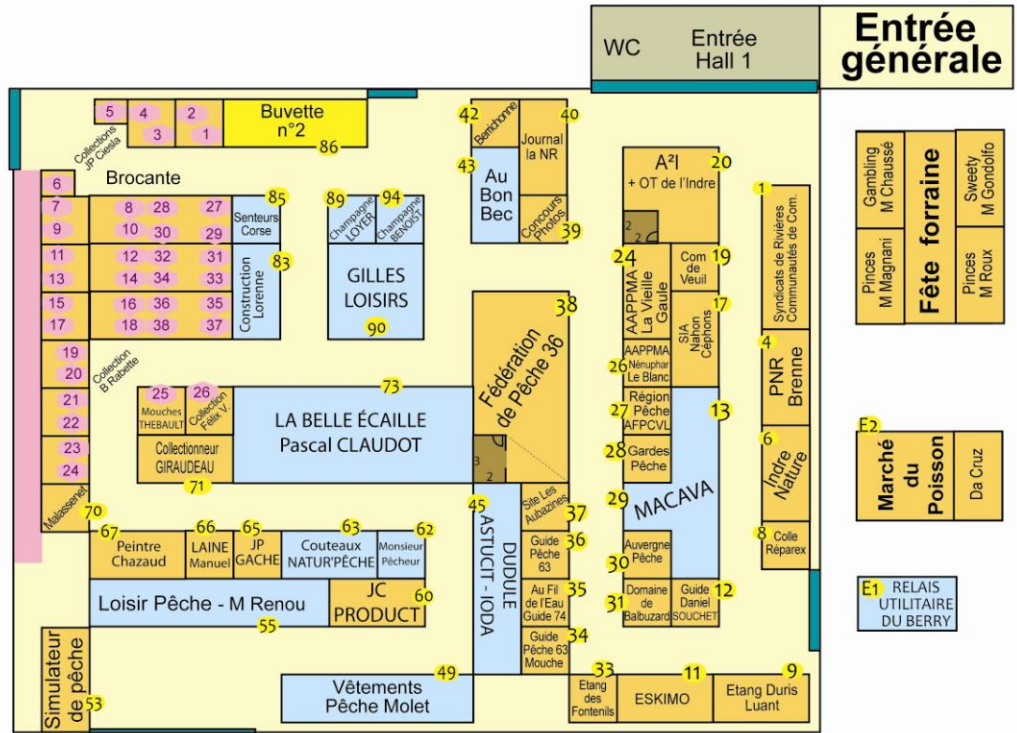 WC
Entrée
Hall 1
Entrée
générale
5
4
2
3
1
Collections
JP Ciesla
Buvette
n°2
86
42
Berrichonne
40
Journal
la NR
43
Au
Bon
Bec
Concours
Photos
39
A²I
+ OT de l'Indre
20
2
2
Gambling
M Chaussé
Sweety
M Gondolfo
Fête forraine
Pinces
M Magnani
Pinces
M Roux
6
Brocante
7
8
28
27
9
10
30
29
11
12
32
31
13
14
34
33
15
16
36
35
17
18
38
37
85
Senteurs
Corse
83
Construction
Lorenne
89
Champagne
LOYER
94
Champagne
BENOIST
GILLES
LOISIRS
90
1
Syndicats de Rivières
Communautés de Com.
24
AAPPMA
La Vieille
Gaule
Com
de
Veuil
19
17
SIA
Nahon
Céphons
38
Fédération
de Pêche 36
3
2
26
AAPPMA
Nénuphar
Le Blanc
4
PNR
Brenne
19
20
Collection
B Rabette
21
22
23
24
Malassenet
70
25
26
Mouches
THEBAULT
Collection
Félix V.
Collectionneur
GIRAUDEAU
71
73
LA BELLE ÉCAILLE
Pascal CLAUDOT
27
Région
Pêche
AFPCVL
13
28
Gardes
Pêche
29
MACAVA
6
Indre
Nature
E2
Marché
du
Poisson
Da Cruz
45
ASTUCIT - IODA
DUDULE
Site Les
Aubazines
37
67
Peintre
Chazaud
66
LAINE
Manuel
65
JP
GACHE
63
Couteaux
NATUR'PÊCHE
62
Monsieur
Pêcheur
36
Guide
Pêche
63
30
Auvergne
Pêche
8
Colle
Réparex
Loisir Pêche - M Renou
55
JC
PRODUCT
60
35
Au Fil
de l'Eau
Guide 74
31
Domaine
de
Balbuzard
12
Guide
Daniel
SOUCHET
E1
RELAIS
UTILITAIRE
DU BERRY
34
Guide
Pêche 63
Mouche
Simulateur
de pêche
53
49
Vêtements
Pêche Molet
33
Etang
des
Fontenils
11
ESKIMO
9
Etang Duris
Luant